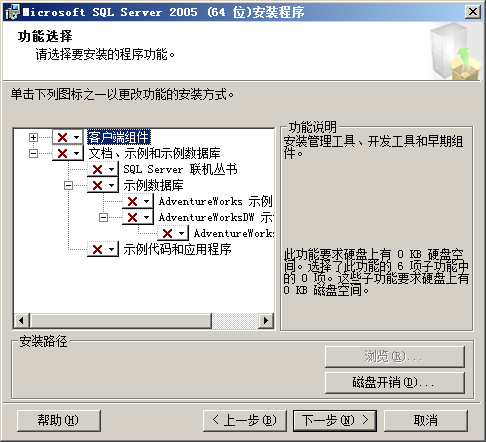 Microsoft SQL Server 2005 (64 位)安装程序
功能选择
请选择要安装的程序功能。
单击下列图标之一以更改功能的安装方式。
客户端组件
文档、示例和示例数据库
SQL Server 联机丛书
示例数据库
AdventureWorks 示例
AdventureWorksDW 示
AdventureWorks
示例代码和应用程序
功能说明
安装管理工具、开发工具和早期组
件。
此功能要求硬盘上有 0 KB 硬盘空
间。选择了此功能的 6 项子功能中
的 0 项。这些子功能要求硬盘上有
0 KB 磁盘空间。
安装路径
浏览(R)...
磁盘开销(D)...
帮助(H)
< 上一步(B)
下一步(N) >
取消